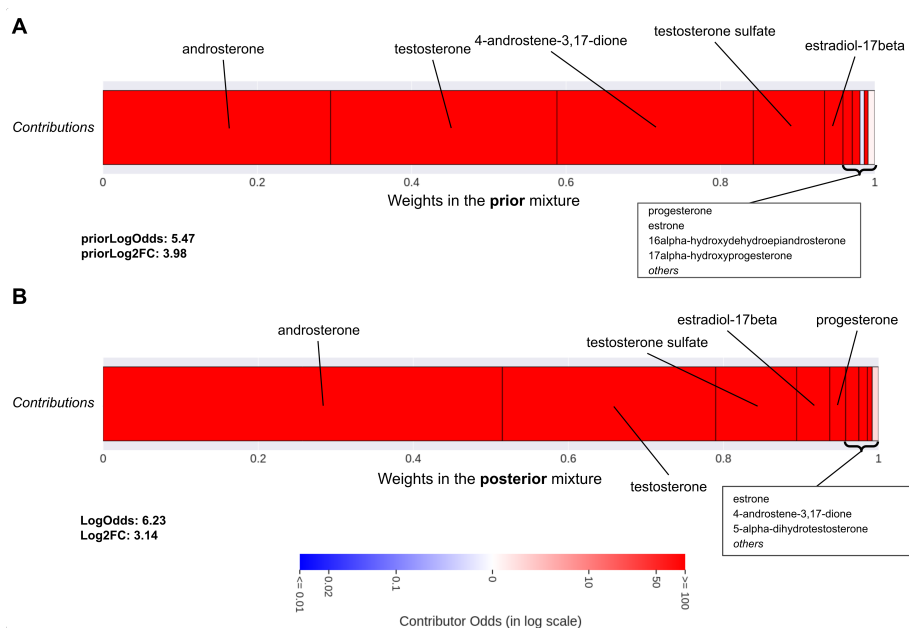 A
androsterone
testosterone
4-androstene-3,17-dione
testosterone sulfate
estradiol-17beta
Contributions
0
0.2
0.4
0.6
0.8
1
Weights in the prior mixture
progesterone
estrone
16alpha-hydroxydehydroepiandrosterone
17alpha-hydroxyprogesterone
others
priorLogOdds: 5.47
priorLog2FC: 3.98
B
androsterone
testosterone sulfate
estradiol-17beta
progesterone
Contributions
0
0.2
0.4
0.6
0.8
1
Weights in the posterior mixture
testosterone
estrone
4-androstene-3,17-dione
5-alpha-dihydrotestosterone
others
LogOdds: 6.23
Log2FC: 3.14
<= 0.01
0.02
0.1
0
10
50
>= 100
Contributor Odds (in log scale)